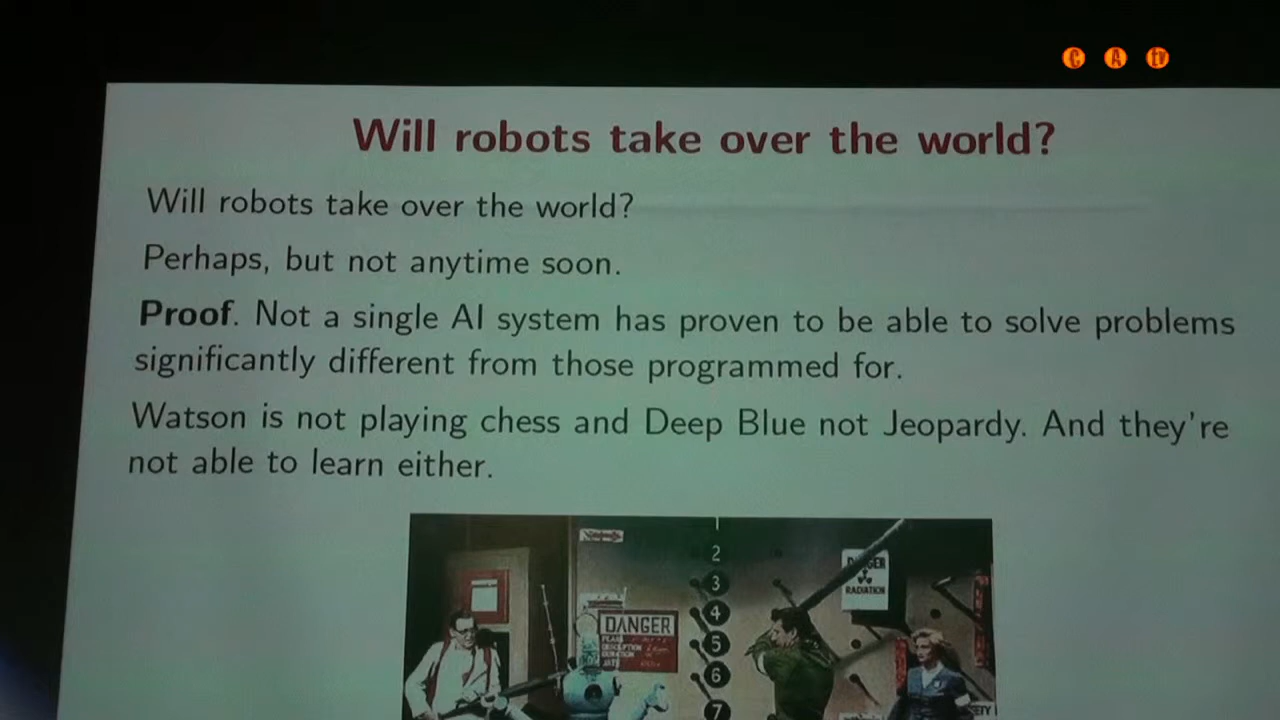 C A tv
Will robots take over the world?
Will robots take over the world?
Perhaps, but not anytime soon.
Proof. Not a single AI system has proven to be able to solve problems
significantly different from those programmed for.
Watson is not playing chess and Deep Blue not Jeopardy. And they're
not able to learn either.
2
3
4
5
6
7
DANGER
RADIATION